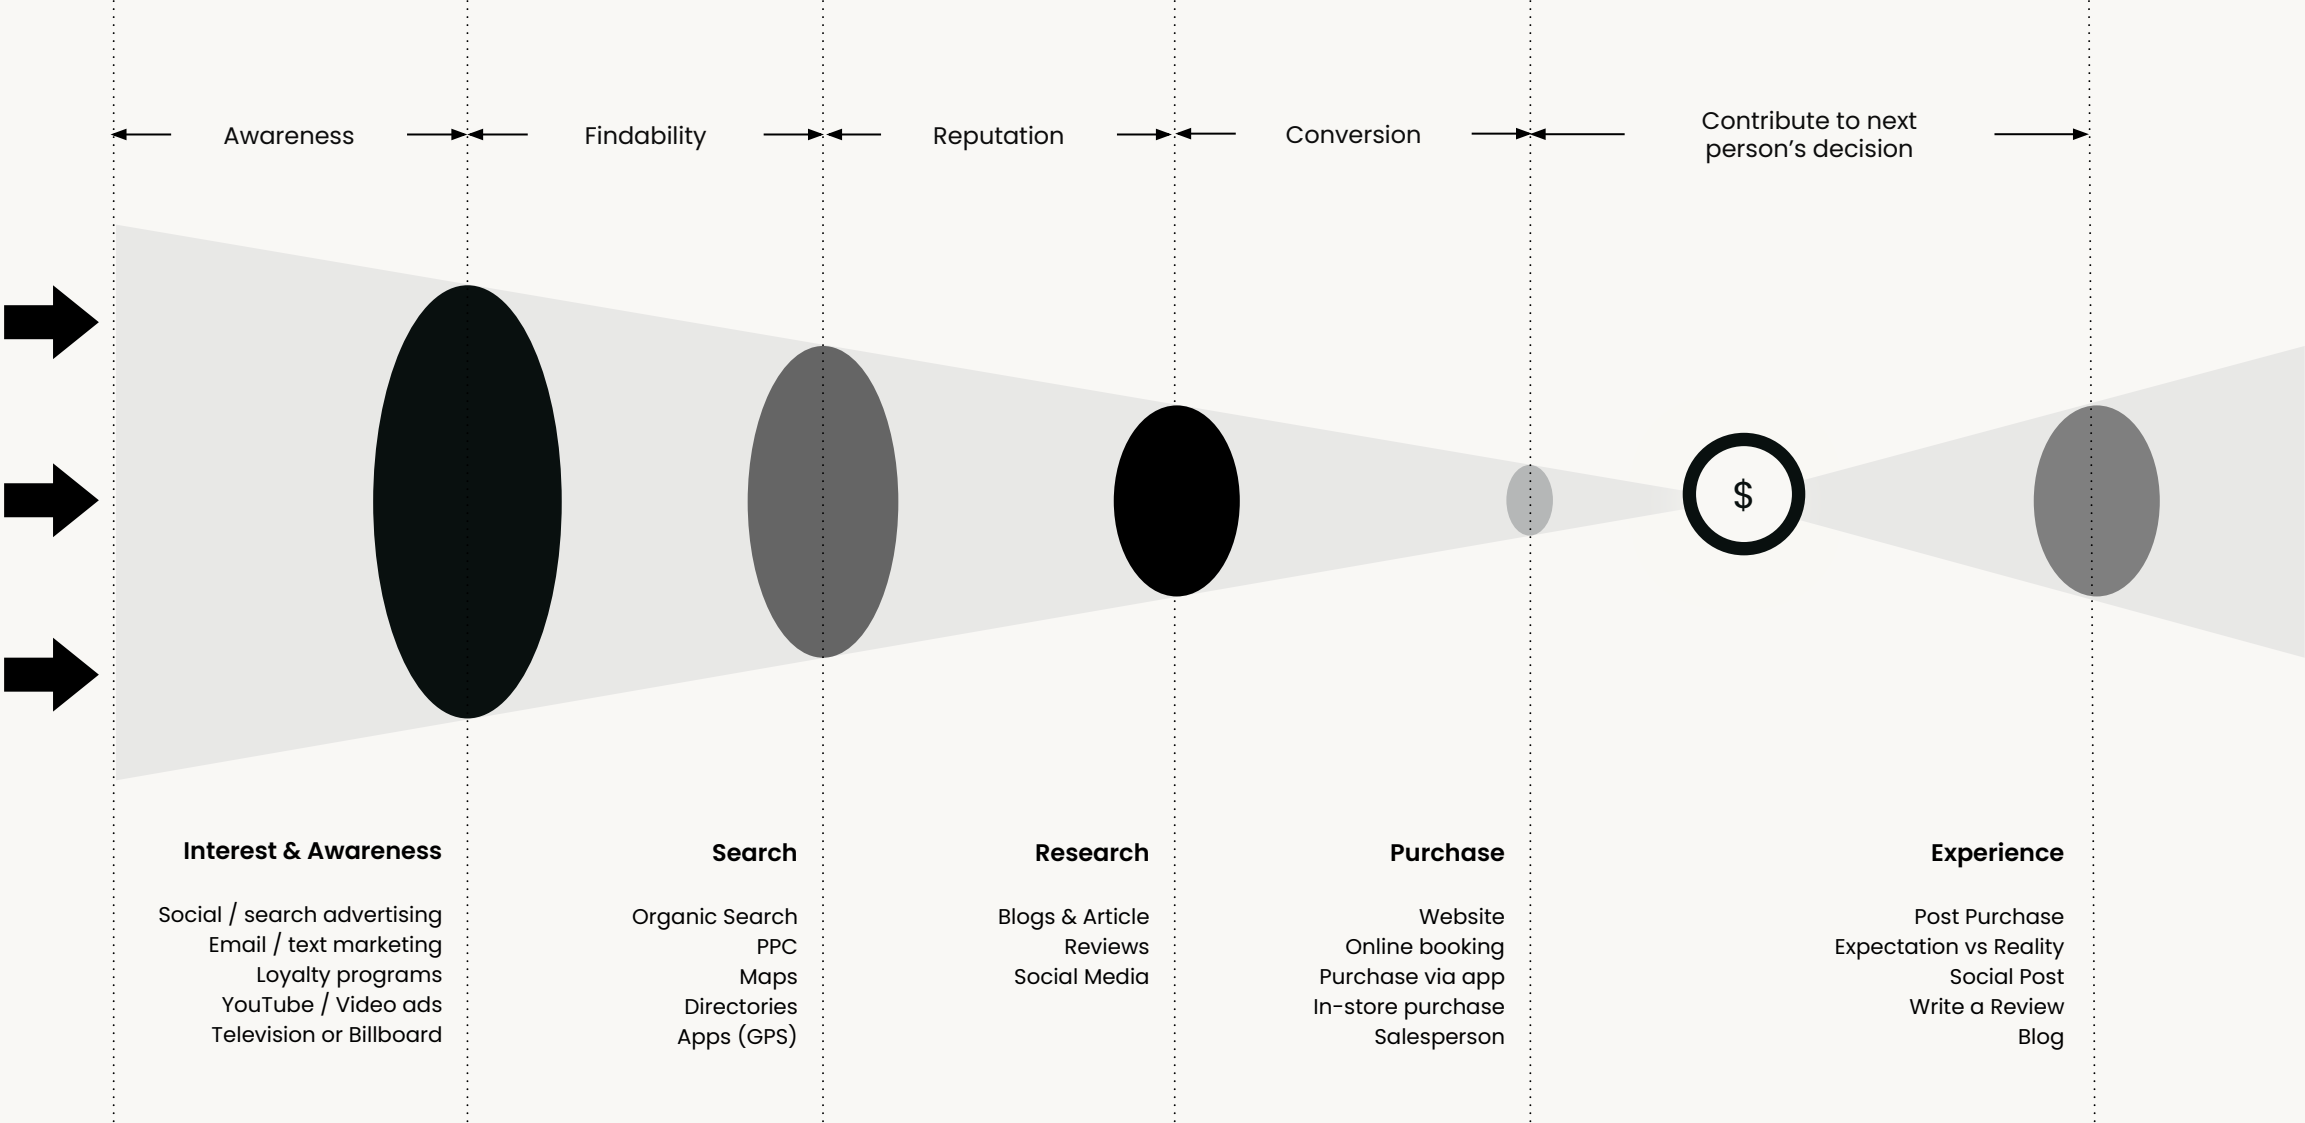 Awareness
Findability
Reputation
Conversion
Contribute to next
person’s decision
$
Interest & Awareness
Social / search advertising
Email / text marketing
Loyalty programs
YouTube / Video ads
Television or Billboard
Search
Organic Search
PPC
Maps
Directories
Apps (GPS)
Research
Blogs & Article
Reviews
Social Media
Purchase
Website
Online booking
Purchase via app
In-store purchase
Salesperson
Experience
Post Purchase
Expectation vs Reality
Social Post
Write a Review
Blog